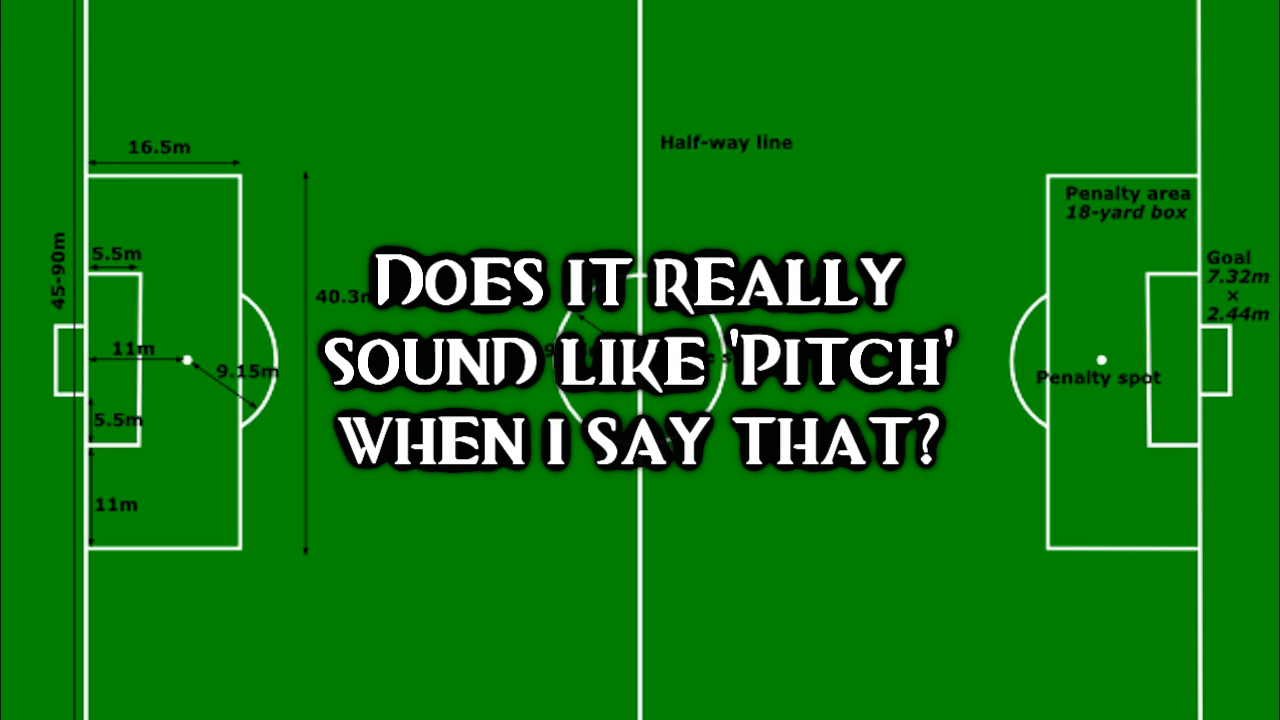 16.5m
Half-way line
Penalty area
18-yard box
45-90m
5.5m
Goal
7.32m
×
2.44m
40.3m
Does it really
sound like 'Pitch'
when I say that?
11m
9.15m
Penalty spot
5.5m
11m